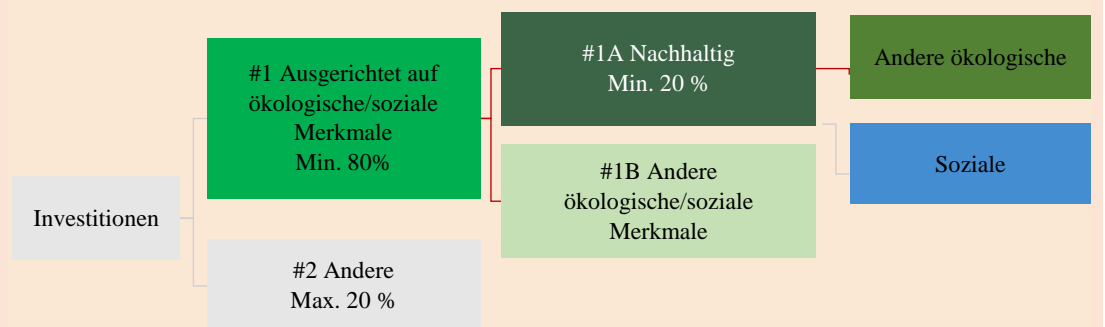 Investitionen
#1 Ausgerichtet auf
ökologische/soziale
Merkmale
Min. 80%
#2 Andere
Max. 20 %
#1A Nachhaltig
Min. 20 %
#1B Andere
ökologische/soziale
Merkmale
Andere ökologische
Soziale